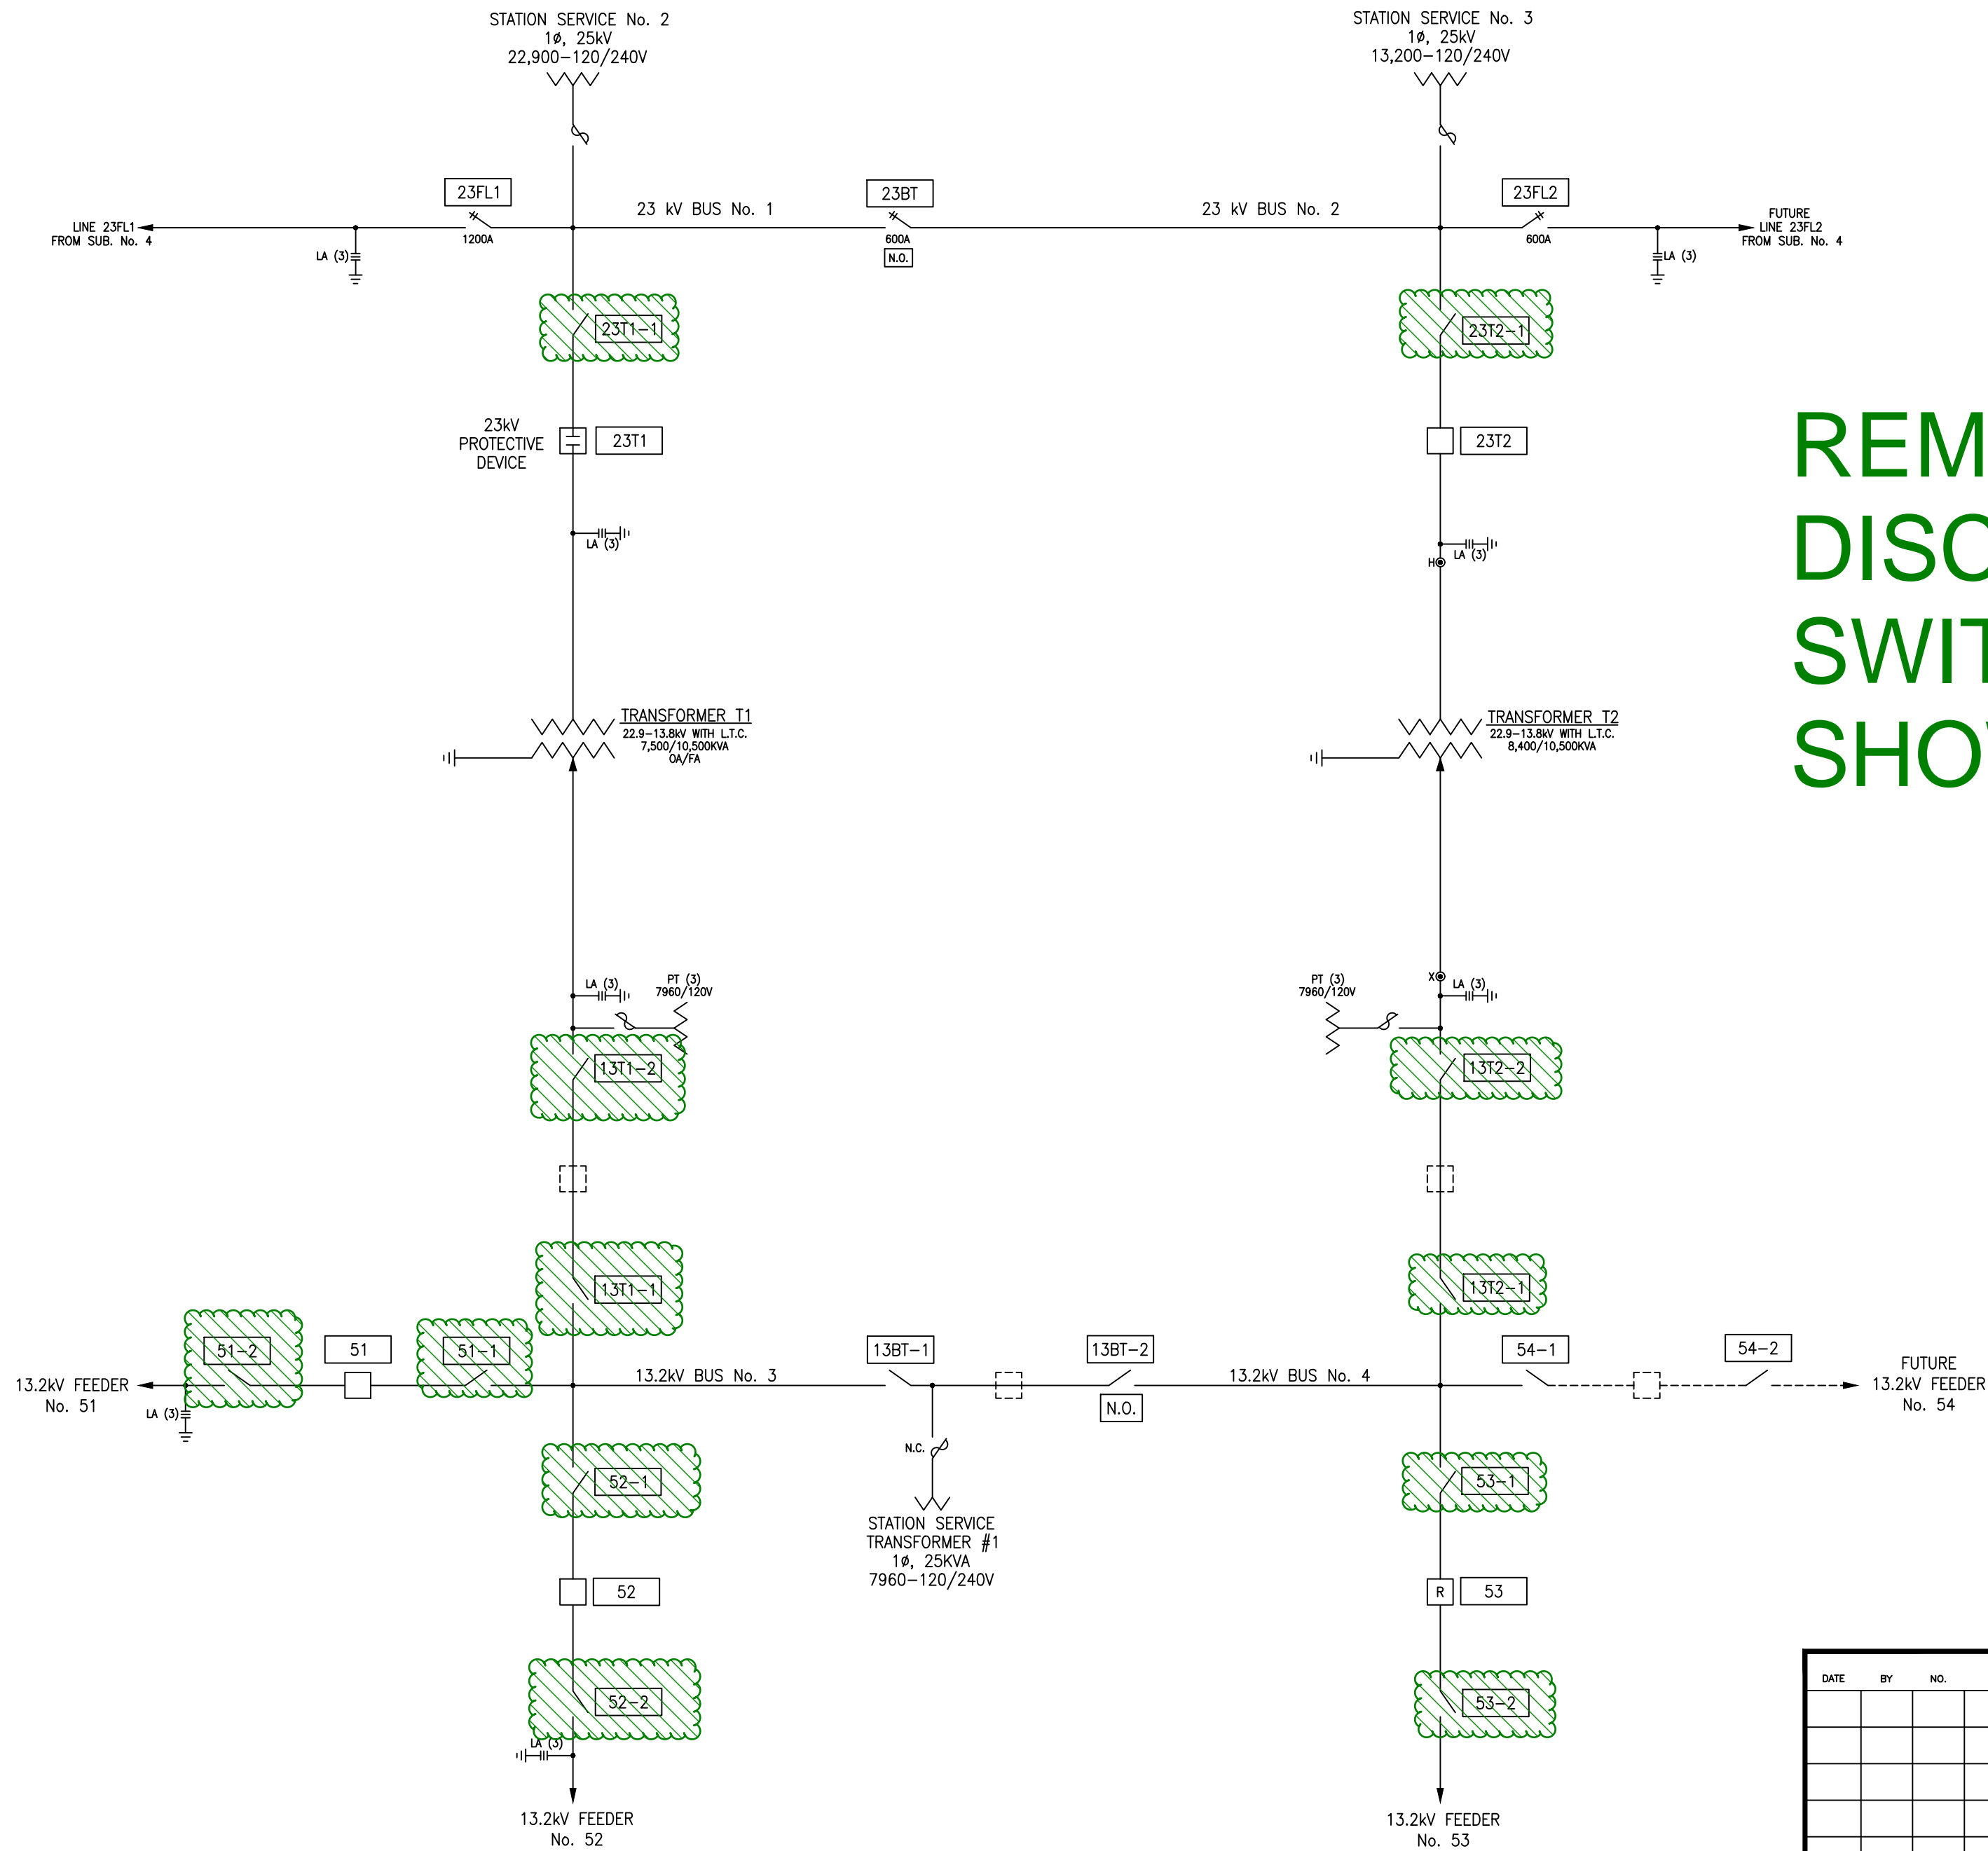 STATION SERVICE No. 2
1ø, 25kV
22,900-120/240V
STATION SERVICE No. 3
1ø, 25kV
13,200-120/240V
23FL1
23BT
23FL2
LINE 23FL1
FROM SUB. No. 4
1200A
23 kV BUS No. 1
600A
N.O.
23 kV BUS No. 2
600A
FUTURE
LINE 23FL2
FROM SUB. No. 4
LA (3)
LA (3)
23T1-1
23T2-1
23kV
PROTECTIVE
DEVICE
23T1
23T2
REM
DISC
SWIT
SHOW
LA (3)
LA (3)
H
TRANSFORMER T1
22.9-13.8kV WITH L.T.C.
7,500/10,500KVA
OA/FA
TRANSFORMER T2
22.9-13.8kV WITH L.T.C.
8,400/10,500KVA
LA (3)
PT (3)
7960/120V
PT (3)
7960/120V
X
LA (3)
13T1-2
13T2-2
13T1-1
13T2-1
51-2
51
51-1
13BT-1
13BT-2
54-1
54-2
13.2kV FEEDER
No. 51
LA (3)
13.2kV BUS No. 3
13.2kV BUS No. 4
N.O.
FUTURE
13.2kV FEEDER
No. 54
N.C.
52-1
53-1
STATION SERVICE
TRANSFORMER #1
1ø, 25KVA
7960-120/240V
52
R
53
52-2
53-2
LA (3)
13.2kV FEEDER
No. 52
13.2kV FEEDER
No. 53
DATE BY NO.